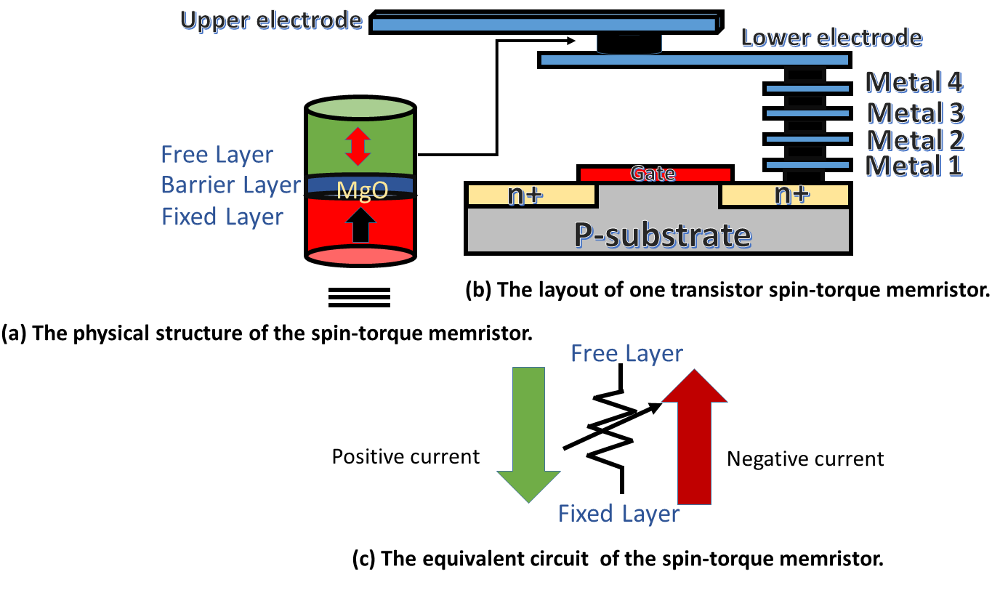 Upper electrode
Lower electrode
Metal 4
Metal 3
Metal 2
Metal 1
Free Layer
Barrier Layer
MgO
Fixed Layer
Gate
n+
n+
P-substrate
(b) The layout of one transistor spin-torque memristor.
(a) The physical structure of the spin-torque memristor.
Free Layer
Positive current
Negative current
Fixed Layer
(c) The equivalent circuit of the spin-torque memristor.